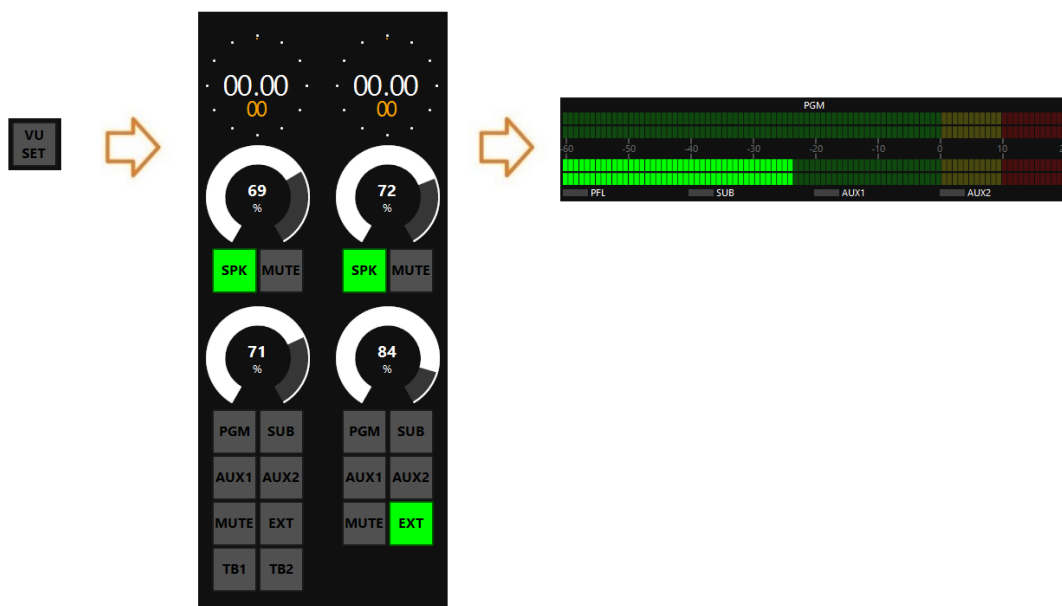 VU
SET
00.00 00.00
00 00
69 72
% %
SPK MUTE SPK MUTE
71 84
% %
PGM SUB PGM SUB
AUX1 AUX2 AUX1 AUX2
MUTE EXT MUTE EXT
TB1 TB2
PGM
-60 -50 -40 -30 -20 -10 0 10
PFL SUB AUX1 AUX2